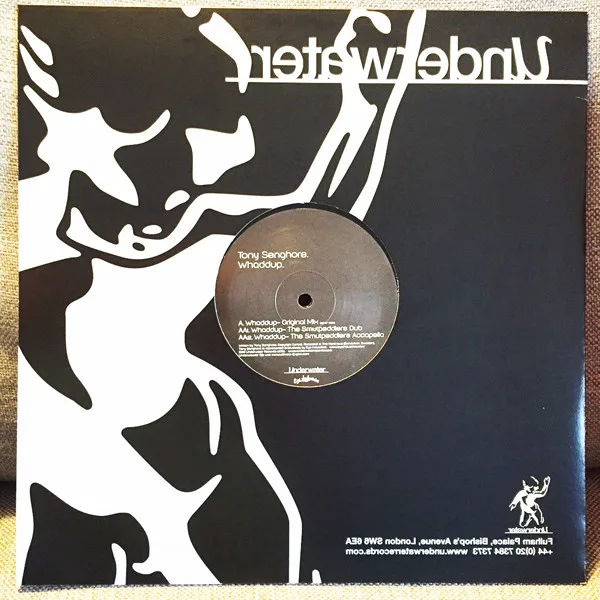 Underwater
Tony Senghore.
Whaddup.
A. Whaddup- Original Mix
AA1. Whaddup- The Smutpeddlers Dub
AA2. Whaddup- The Smutpeddlers Accapella
Underwater
Underwater
Fulham Palace, Bishop's Avenue, London SW6 6EA
+44 (0)20 7384 7373 www.underwaterrecords.com